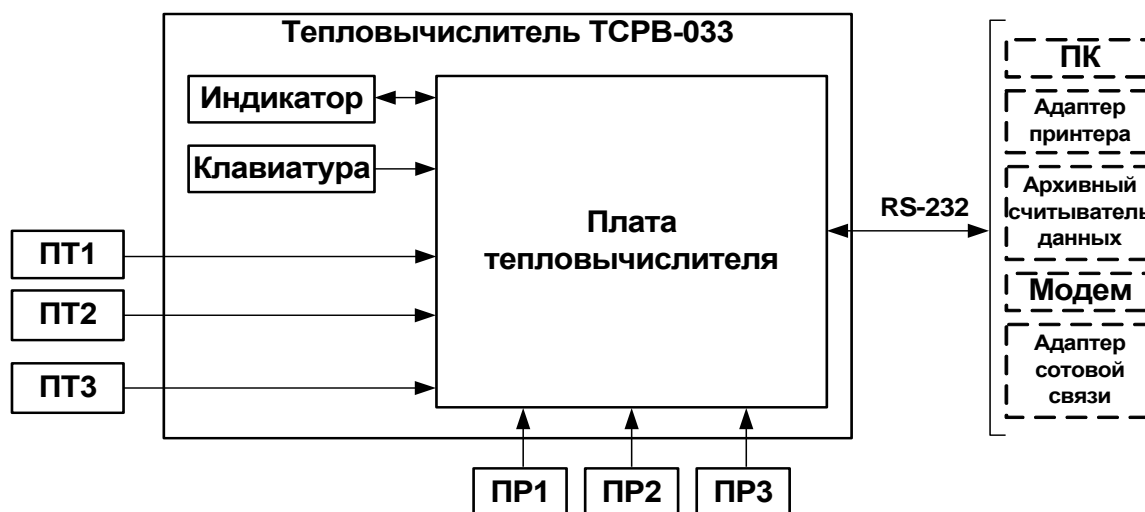 Тепловычислитель ТСРВ-033
Индикатор
Клавиатура
Плата
тепловычислителя
ПТ1
ПТ2
ПТ3
ПР1
ПР2
ПР3
RS-232
ПК
Адаптер
принтера
Архивный
считыватель
данных
Модем
Адаптер
сотовой
связи